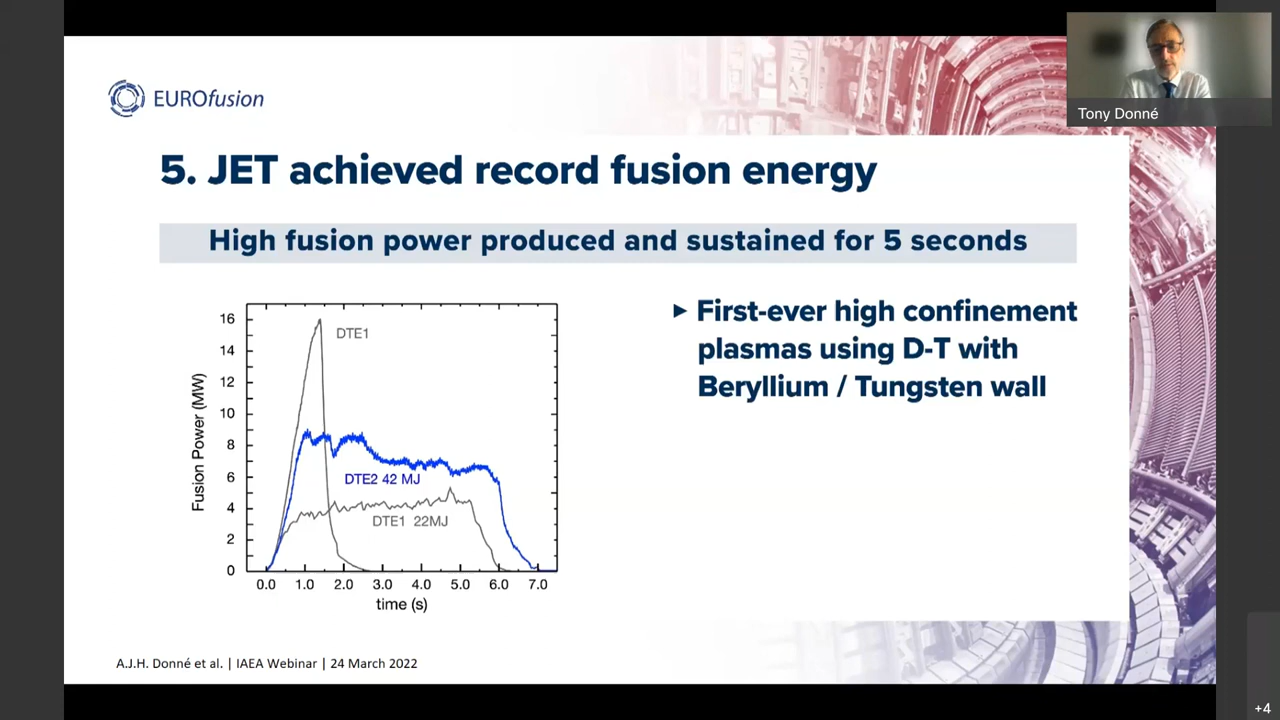 EUROfusion
Tony Donné
5. JET achieved record fusion energy
High fusion power produced and sustained for 5 seconds
16
14
12
10
8
6
4
2
0
Fusion Power (MW)
DTE1
DTE2 42 MJ
DTE1 22MJ
0.0 1.0 2.0 3.0 4.0 5.0 6.0 7.0
time (s)
► First-ever high confinement
plasmas using D-T with
Beryllium / Tungsten wall
A.J.H. Donné et al. | IAEA Webinar | 24 March 2022
+4